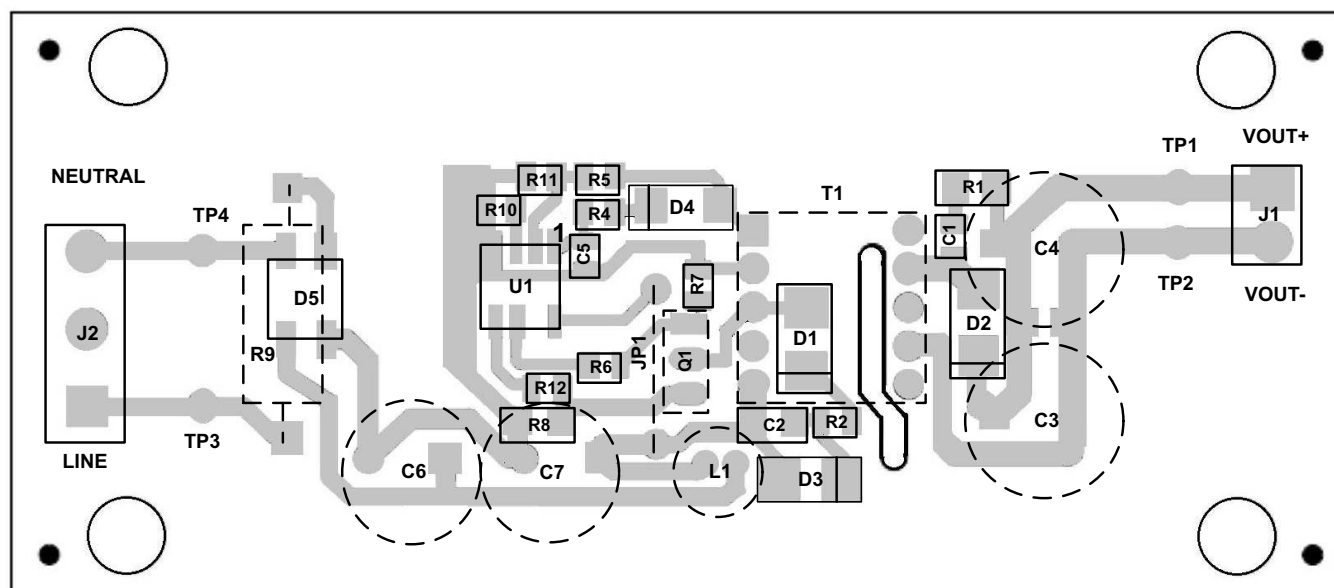 VOUT+
TP1
NEUTRAL
R11
R5
R1
T1
TP4
R10
R4
D4
J1
1
C1
C4
C5
TP2
U1
R7
VOUT-
D5
J2
D1
D2
R9
JP1
Q1
R6
R12
TP3
R8
C2
R2
C3
LINE
C6
C7
L1
D3